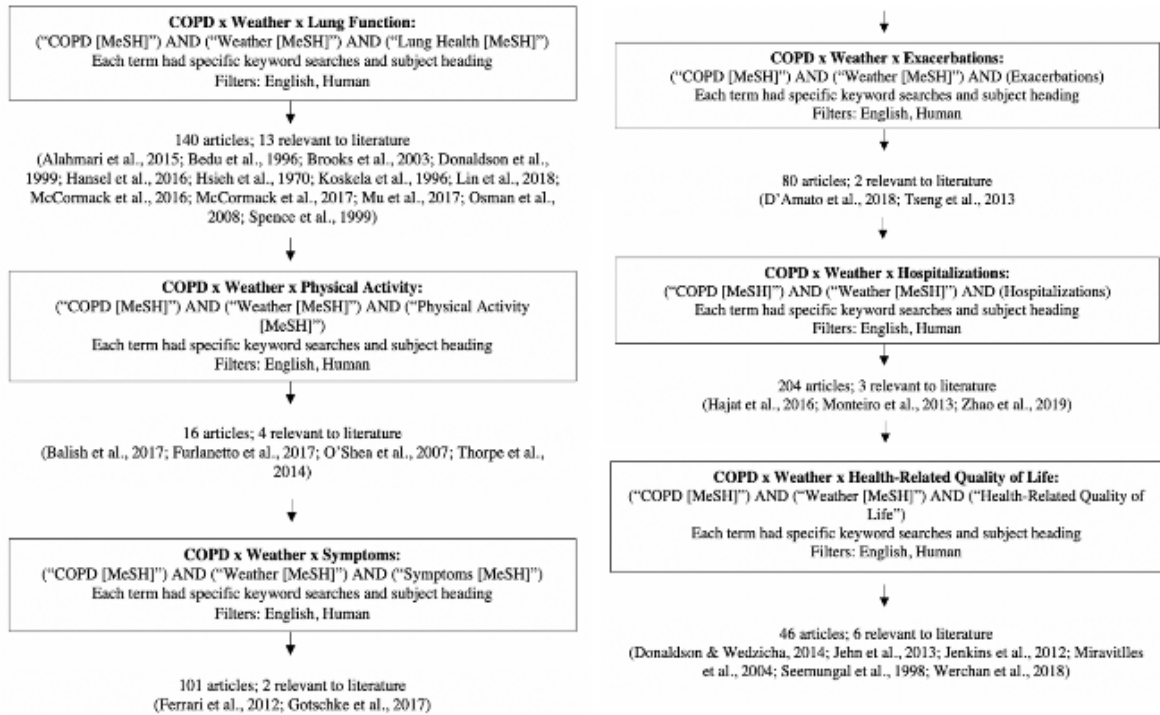 COPD x Weather x Lung Function:
(“COPD [MeSH]”) AND (“Weather [MeSH]”) AND (“Lung Health [MeSH]”)
Each term had specific keyword searches and subject heading
Filters: English, Human
140 articles; 13 relevant to literature
(Alahmari et al., 2015; Bedu et al., 1996; Brooks et al., 2003; Donaldson et al.,
1999; Hansel et al., 2016; Hsieh et al., 1970; Koskela et al., 1996; Lin et al., 2018;
McCormack et al., 2016; McCormack et al., 2017; Mu et al., 2017; Osman et al.,
2008; Spence et al., 1999)
COPD x Weather x Physical Activity:
(“COPD [MeSH]”) AND (“Weather [MeSH]”) AND (“Physical Activity
[MeSH]”)
Each term had specific keyword searches and subject heading
Filters: English, Human
16 articles; 4 relevant to literature
(Balish et al., 2017; Furlanetto et al., 2017; O’Shea et al., 2007; Thorpe et al.,
2014)
COPD x Weather x Symptoms:
(“COPD [MeSH]”) AND (“Weather [MeSH]”) AND (“Symptoms [MeSH]”)
Each term had specific keyword searches and subject heading
Filters: English, Human
101 articles; 2 relevant to literature
(Ferrari et al., 2012; Gotschke et al., 2017)
COPD x Weather x Exacerbations:
(“COPD [MeSH]”) AND (“Weather [MeSH]”) AND (Exacerbations)
Each term had specific keyword searches and subject heading
Filters: English, Human
80 articles; 2 relevant to literature
(D’Amato et al., 2018; Tseng et al., 2013
COPD x Weather x Hospitalizations:
(“COPD [MeSH]”) AND (“Weather [MeSH]”) AND (Hospitalizations)
Each term had specific keyword searches and subject heading
Filters: English, Human
204 articles; 3 relevant to literature
(Hajat et al., 2016; Monteiro et al., 2013; Zhao et al., 2019)
COPD x Weather x Health-Related Quality of Life:
(“COPD [MeSH]”) AND (“Weather [MeSH]”) AND (“Health-Related Quality of
Life”)
Each term had specific keyword searches and subject heading
Filters: English, Human
46 articles; 6 relevant to literature
(Donaldson & Wedzicha, 2014; Jehn et al., 2013; Jenkins et al., 2012; Miravitlles
et al., 2004; Seemungal et al., 1998; Werchan et al., 2018)